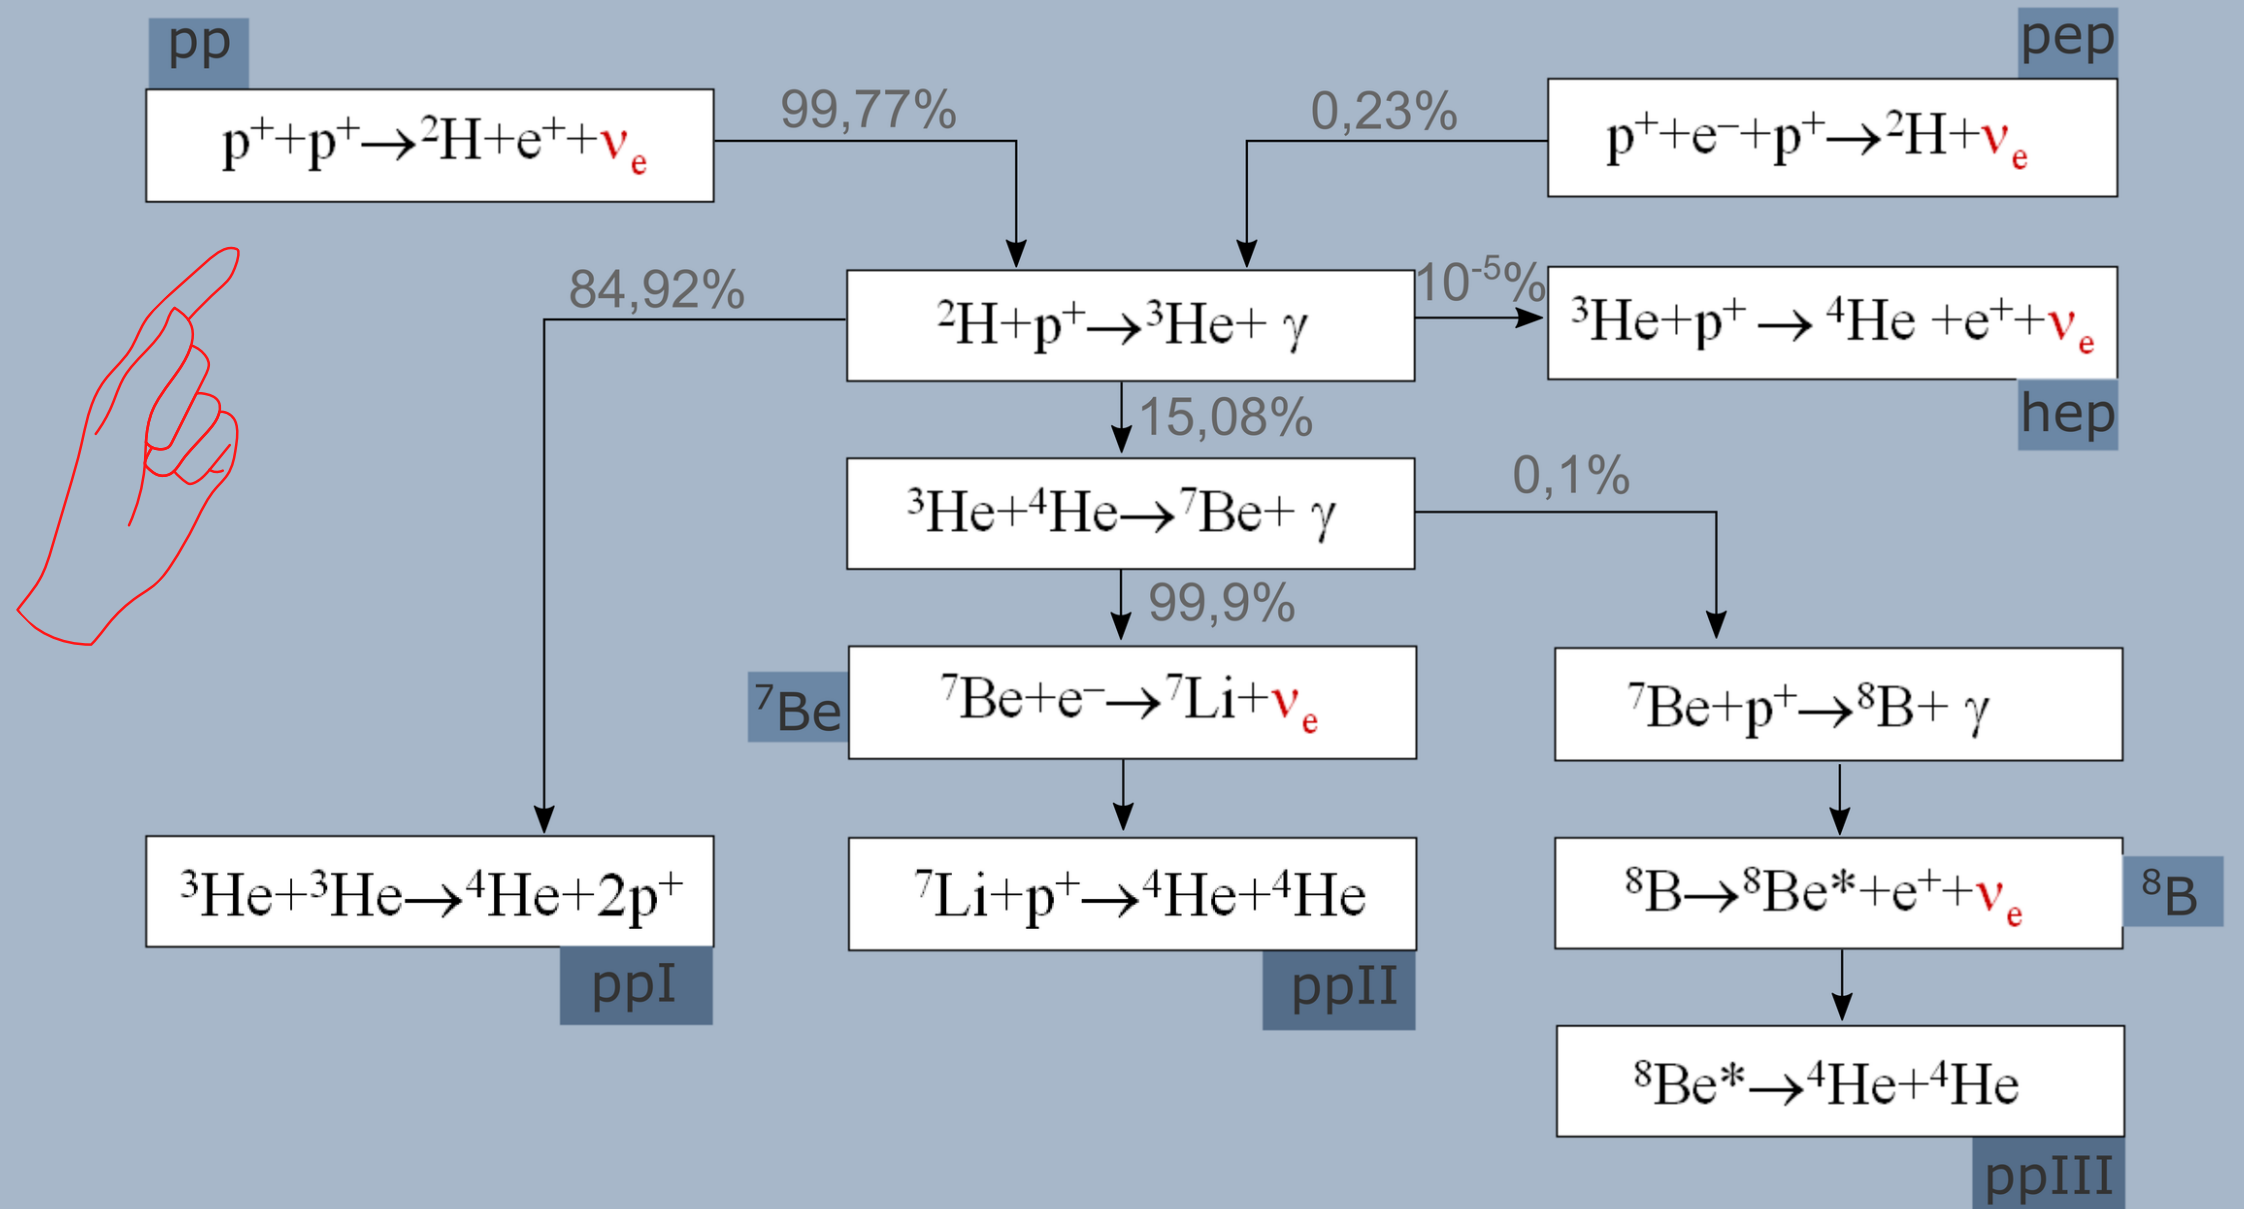 pp
pep
p⁺+p⁺→²H+e⁺+νₑ
99,77%
0,23%
p⁺+e⁻+p⁺→²H+νₑ
84,92%
²H+p⁺→³He+ γ
10⁻⁵%
³He+p⁺ → ⁴He +e⁺+νₑ
hep
15,08%
³He+⁴He→⁷Be+ γ
0,1%
99,9%
⁷Be
⁷Be+e⁻→⁷Li+νₑ
⁷Be+p⁺→⁸B+ γ
³He+³He→⁴He+2p⁺
⁷Li+p⁺→⁴He+⁴He
⁸B→⁸Be*+e⁺+νₑ
⁸B
ppI
ppII
⁸Be*→⁴He+⁴He
ppIII